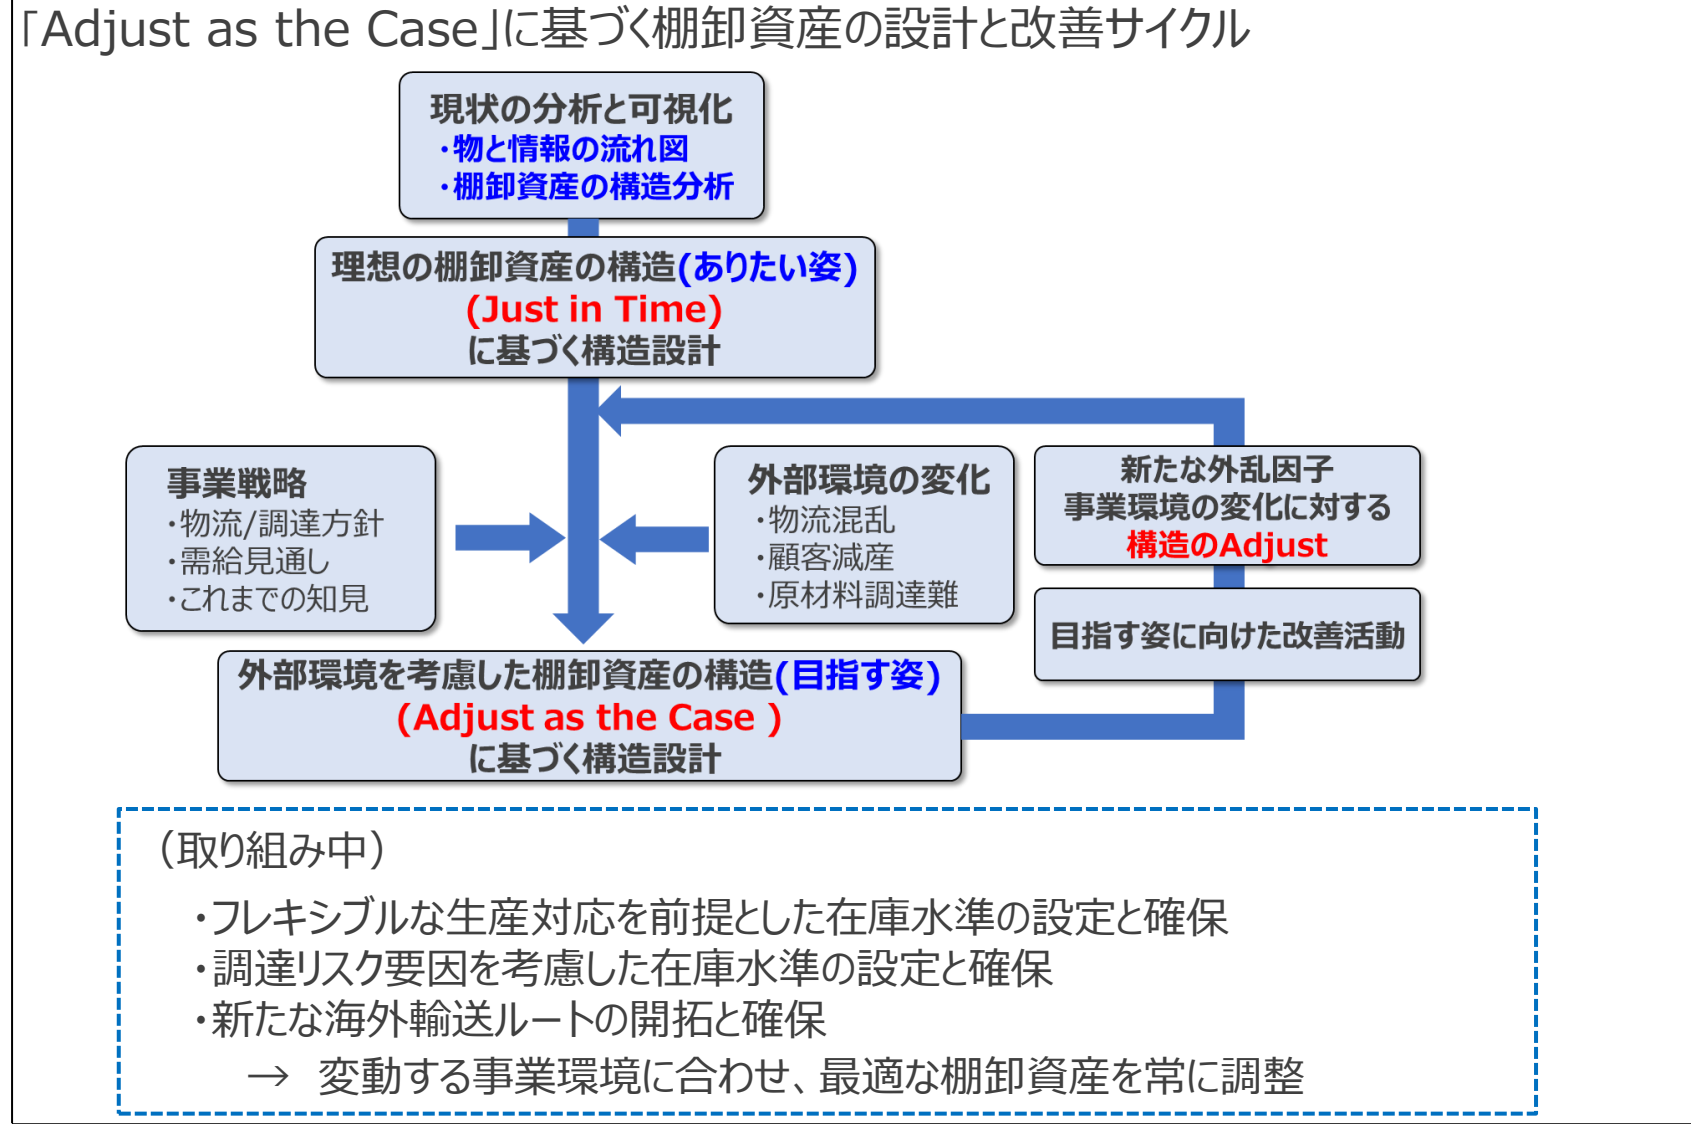 「Adjust as the Case」に基づく棚卸資産の設計と改善サイクル
現状の分析と可視化
・物と情報の流れ図
・棚卸資産の構造分析
理想の棚卸資産の構造(ありたい姿)
(Just in Time)
に基づく構造設計
事業戦略
・物流/調達方針
・需給見通し
・これまでの知見
外部環境の変化
・物流混乱
・顧客減産
・原材料調達難
新たな外乱因子
事業環境の変化に対する
構造のAdjust
目指す姿に向けた改善活動
外部環境を考慮した棚卸資産の構造(目指す姿)
(Adjust as the Case )
に基づく構造設計
（取り組み中）
・フレキシブルな生産対応を前提とした在庫水準の設定と確保
・調達リスク要因を考慮した在庫水準の設定と確保
・新たな海外輸送ルートの開拓と確保
→ 変動する事業環境に合わせ、最適な棚卸資産を常に調整